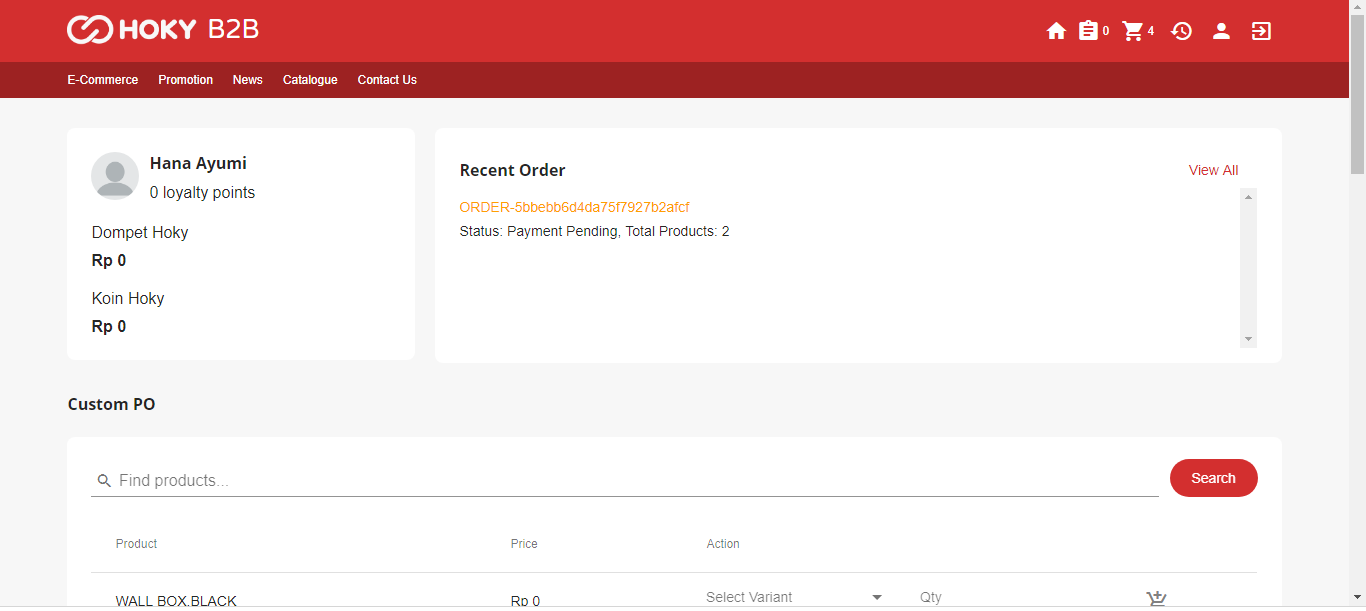 HOKY B2B
0
4
E-Commerce Promotion News Catalogue Contact Us
Hana Ayumi
0 loyalty points
Dompet Hoky
Rp 0
Koin Hoky
Rp 0
Recent Order View All
ORDER-5bbebb6d4da75f7927b2afcf
Status: Payment Pending, Total Products: 2
Custom PO
Find products... Search
Product Price Action
WALL BOX.BLACK Rp 0 Select Variant Qty